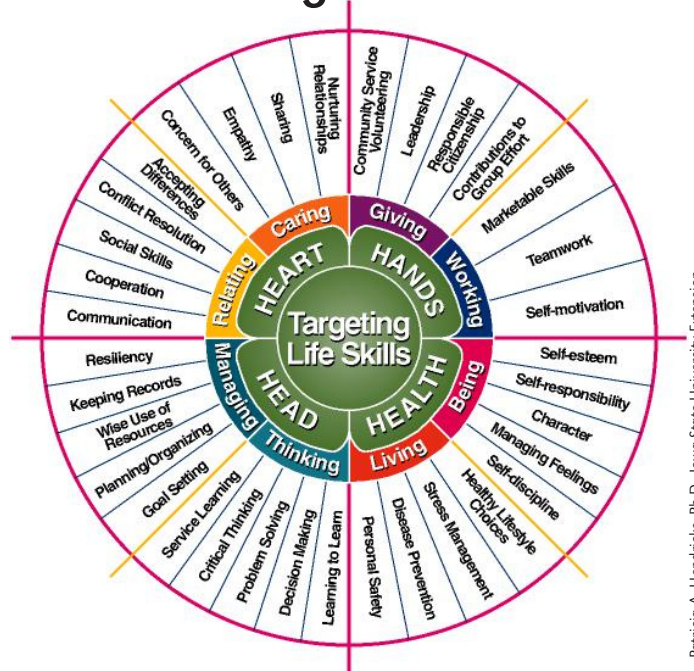 Nurturing
Relationships
Sharing
Empathy
Concern for Others
Accepting
Differences
Conflict Resolution
Social Skills
Cooperation
Communication
Community Service
Volunteering
Leadership
Responsible
Citizenship
Contributions to
Group Effort
Marketable Skills
Teamwork
Self-motivation
Caring
Giving
Relating
Working
HEART
HANDS
Targeting
Life Skills
HEAD
HEALTH
Managing
Being
Thinking
Living
Resiliency
Keeping Records
Wise Use of
Resources
Planning/Organizing
Goal Setting
Service Learning
Critical Thinking
Problem Solving
Decision Making
Learning to Learn
Self-esteem
Self-responsibility
Character
Managing Feelings
Self-discipline
Healthy Lifestyle
Choices
Stress Management
Disease Prevention
Personal Safety